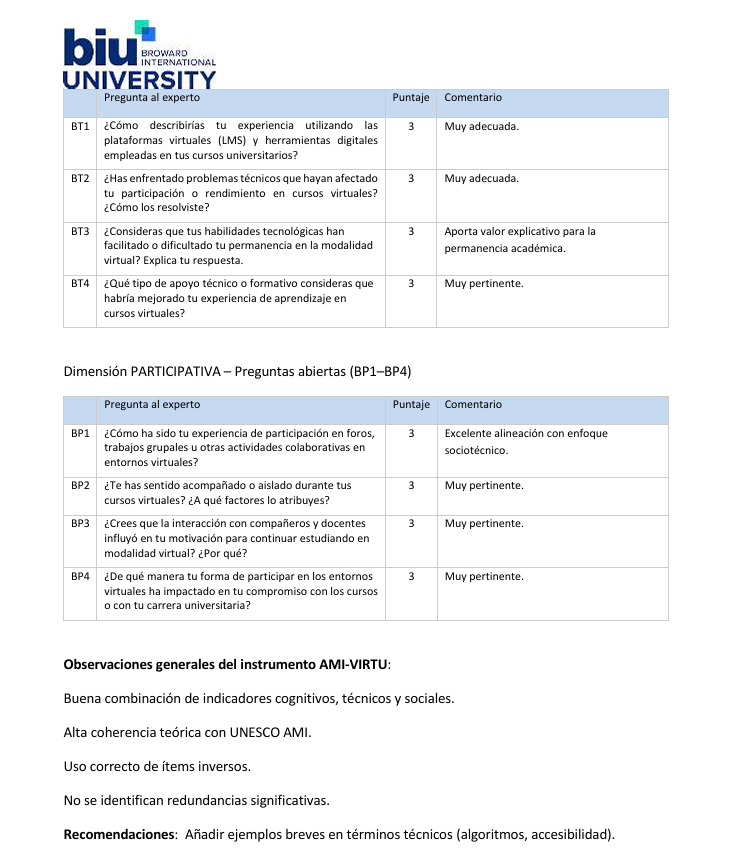 biu BROWARD
INTERNATIONAL
UNIVERSITY
Pregunta al experto Puntaje Comentario
BT1 ¿Cómo describirías tu experiencia utilizando las 3 Muy adecuada.
plataformas virtuales (LMS) y herramientas digitales
empleadas en tus cursos universitarios?
BT2 ¿Has enfrentado problemas técnicos que hayan afectado 3 Muy adecuada.
tu participación o rendimiento en cursos virtuales?
¿Cómo los resolviste?
BT3 ¿Consideras que tus habilidades tecnológicas han 3 Aporta valor explicativo para la
facilitado o dificultado tu permanencia en la modalidad permanencia académica.
virtual? Explica tu respuesta.
BT4 ¿Qué tipo de apoyo técnico o formativo consideras que 3 Muy pertinente.
habría mejorado tu experiencia de aprendizaje en
cursos virtuales?
Dimensión PARTICIPATIVA – Preguntas abiertas (BP1–BP4)
Pregunta al experto Puntaje Comentario
BP1 ¿Cómo ha sido tu experiencia de participación en foros, 3 Excelente alineación con enfoque
trabajos grupales u otras actividades colaborativas en sociotécnico.
entornos virtuales?
BP2 ¿Te has sentido acompañado o aislado durante tus 3 Muy pertinente.
cursos virtuales? ¿A qué factores lo atribuyes?
BP3 ¿Crees que la interacción con compañeros y docentes 3 Muy pertinente.
influyó en tu motivación para continuar estudiando en
modalidad virtual? ¿Por qué?
BP4 ¿De qué manera tu forma de participar en los entornos 3 Muy pertinente.
virtuales ha impactado en tu compromiso con los cursos
o con tu carrera universitaria?
Observaciones generales del instrumento AMI-VIRTU:
Buena combinación de indicadores cognitivos, técnicos y sociales.
Alta coherencia teórica con UNESCO AMI.
Uso correcto de ítems inversos.
No se identifican redundancias significativas.
Recomendaciones: Añadir ejemplos breves en términos técnicos (algoritmos, accesibilidad).